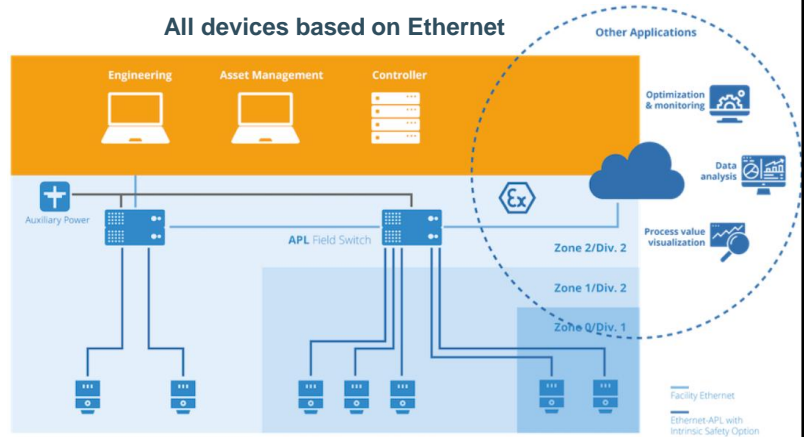 All devices based on Ethernet
Other Applications
Engineering
Asset Management
Controller
Optimization
& monitoring
Data
analysis
Process value
visualization
Auxiliary Power
Ex
APL Field Switch
Zone 2/Div. 2
Zone 1/Div. 2
Zone 0/Div. 1
Facility Ethernet
Ethernet-APL with
Intrinsic Safety Option